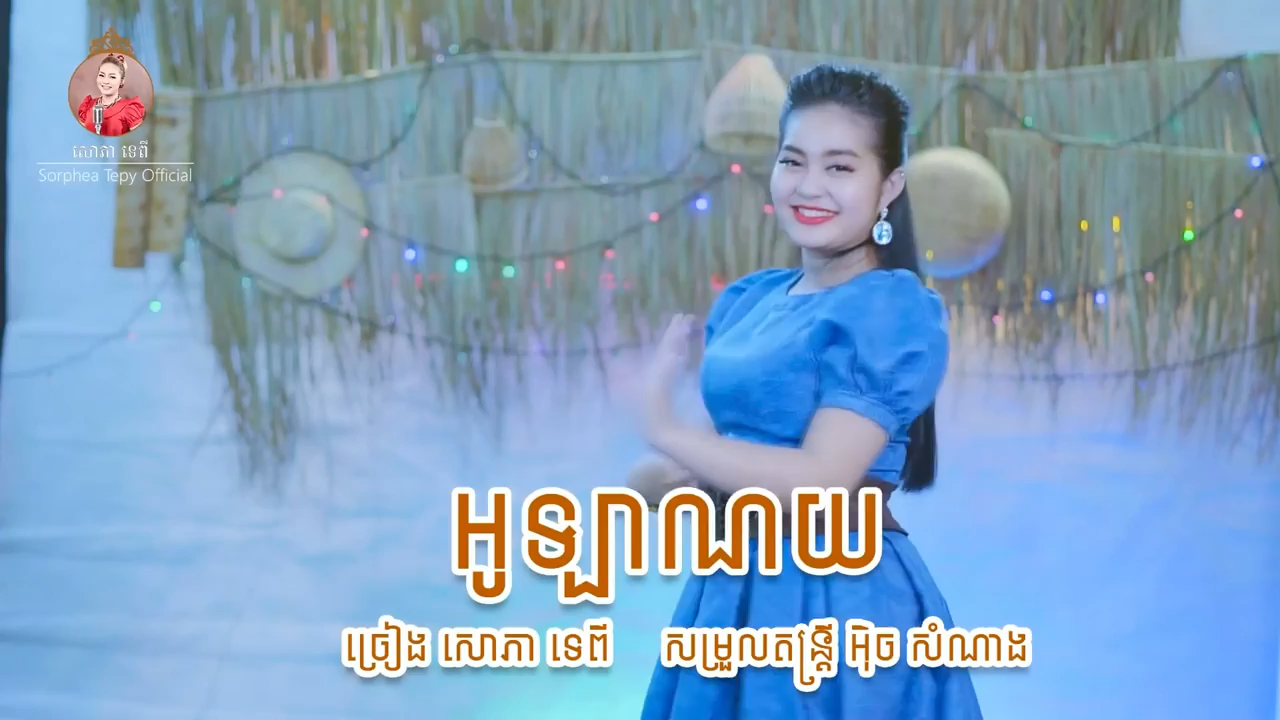 សោភា ទេពី
Sorphea Tepy Official
អូឡាណយ
ច្រៀង សោភា ទេពី សម្រួលតន្ត្រី អ៊ិច សំណាង